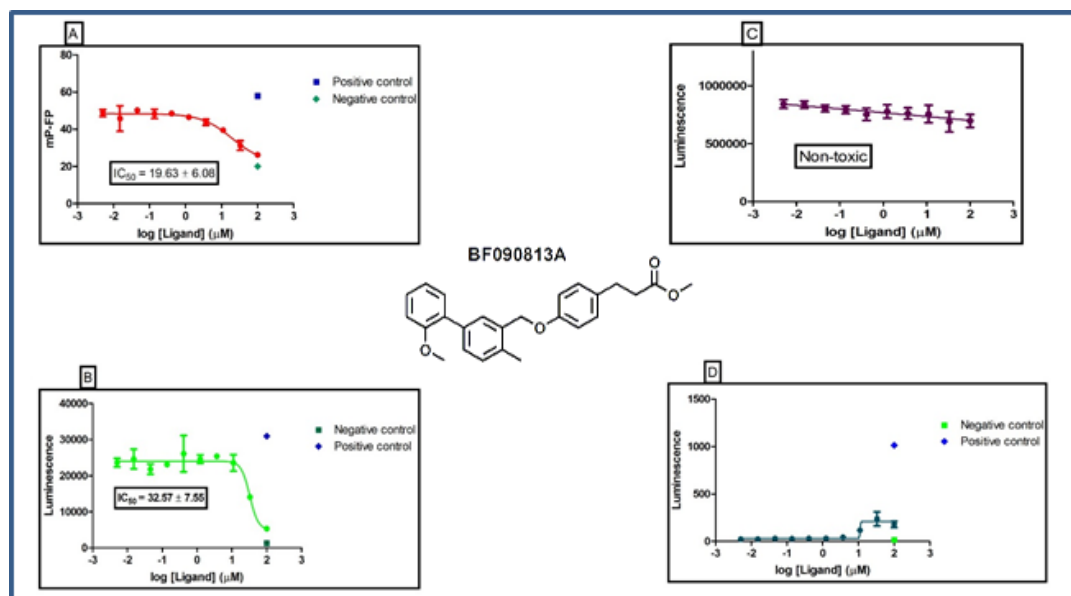 A
mP-FP
80
60
40
20
0
-3 -2 -1 0 1 2 3
log [Ligand] (μM)
IC50 = 19.63 ± 6.08
Positive control
Negative control
C
Luminescence
1000000
500000
0
-3 -2 -1 0 1 2 3
log [Ligand] (μM)
Non-toxic
BF090813A
O
O
O
O
B
Luminescence
40000
30000
20000
10000
0
-3 -2 -1 0 1 2 3
log [Ligand] (μM)
IC50 = 32.57 ± 7.55
Negative control
Positive control
D
Luminescence
1500
1000
500
0
-3 -2 -1 0 1 2 3
log [Ligand] (μM)
Negative control
Positive control